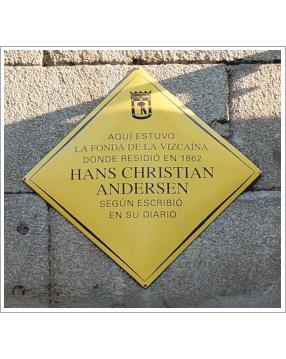 AQUÍ ESTUVO
LA FONDA DE LA VIZCAÍNA
DONDE RESIDIÓ EN 1862
HANS CHRISTIAN
ANDERSEN
SEGÚN ESCRIBIÓ
EN SU DIARIO